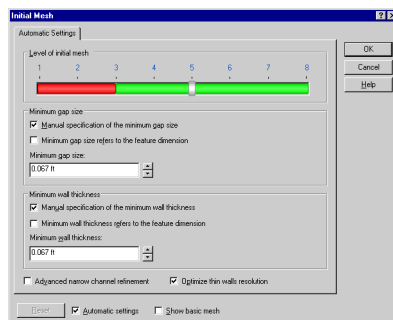 Initial Mesh
Automatic Settings
Level of initial mesh
1 2 3 4 5 6 7 8
Minimum gap size
Manual specification of the minimum gap size
Minimum gap size refers to the feature dimension
Minimum gap size:
0.067 ft
Minimum wall thickness
Manual specification of the minimum wall thickness
Minimum wall thickness refers to the feature dimension
Minimum wall thickness:
0.067 ft
Advanced narrow channel refinement Optimize thin walls resolution
Reset Automatic settings Show basic mesh
OK
Cancel
Help